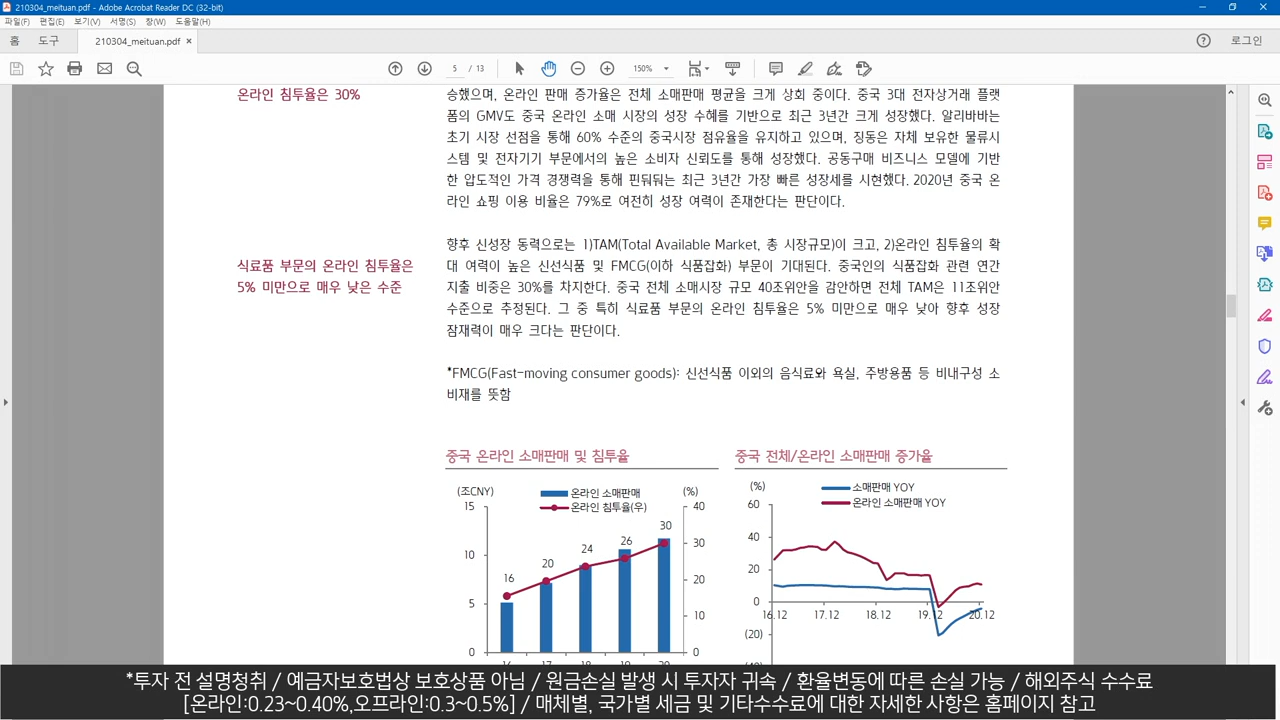 210304_meituan.pdf - Adobe Acrobat Reader DC (32-bit)
파일(F) 편집(E) 보기(V) 서명(S) 창(W) 도움말(H)
홈 도구 210304_meituan.pdf × 로그인
5 / 13 150%
온라인 침투율은 30%
승했으며, 온라인 판매 증가율은 전체 소매판매 평균을 크게 상회 중이다. 중국 3대 전자상거래 플랫
폼의 GMV도 중국 온라인 소매 시장의 성장 수혜를 기반으로 최근 3년간 크게 성장했다. 알리바바는
초기 시장 선점을 통해 60% 수준의 중국시장 점유율을 유지하고 있으며, 징동은 자체 보유한 물류시
스템 및 전자기기 부문에서의 높은 소비자 신뢰도를 통해 성장했다. 공동구매 비즈니스 모델에 기반
한 압도적인 가격 경쟁력을 통해 핀둬둬는 최근 3년간 가장 빠른 성장세를 시현했다. 2020년 중국 온
라인 쇼핑 이용 비율은 79%로 여전히 성장 여력이 존재한다는 판단이다.
식료품 부문의 온라인 침투율은
5% 미만으로 매우 낮은 수준
향후 신성장 동력으로는 1)TAM(Total Available Market, 총 시장규모)이 크고, 2)온라인 침투율의 확
대 여력이 높은 신선식품 및 FMCG(이하 식품잡화) 부문이 기대된다. 중국인의 식품잡화 관련 연간
지출 비중은 30%를 차지한다. 중국 전체 소매시장 규모 40조위안을 감안하면 전체 TAM은 11조위안
수준으로 추정된다. 그 중 특히 식료품 부문의 온라인 침투율은 5% 미만으로 매우 낮아 향후 성장
잠재력이 매우 크다는 판단이다.
*FMCG(Fast-moving consumer goods): 신선식품 이외의 음식료와 욕실, 주방용품 등 비내구성 소
비재를 뜻함
중국 온라인 소매판매 및 침투율
(조CNY) 온라인 소매판매 (%)
온라인 침투율(우)
15 40
30
26
24
20
16
10 30
20
5 10
0 0
16 17 18 19 20
중국 전체/온라인 소매판매 증가율
(%) 소매판매 YOY
온라인 소매판매 YOY
60
40
20
0
16.12 17.12 18.12 19.12 20.12
(20)
(40)
*투자 전 설명청취 / 예금자보호법상 보호상품 아님 / 원금손실 발생 시 투자자 귀속 / 환율변동에 따른 손실 가능 / 해외주식 수수료
[온라인:0.23~0.40%,오프라인:0.3~0.5%] / 매체별, 국가별 세금 및 기타수수료에 대한 자세한 사항은 홈페이지 참고